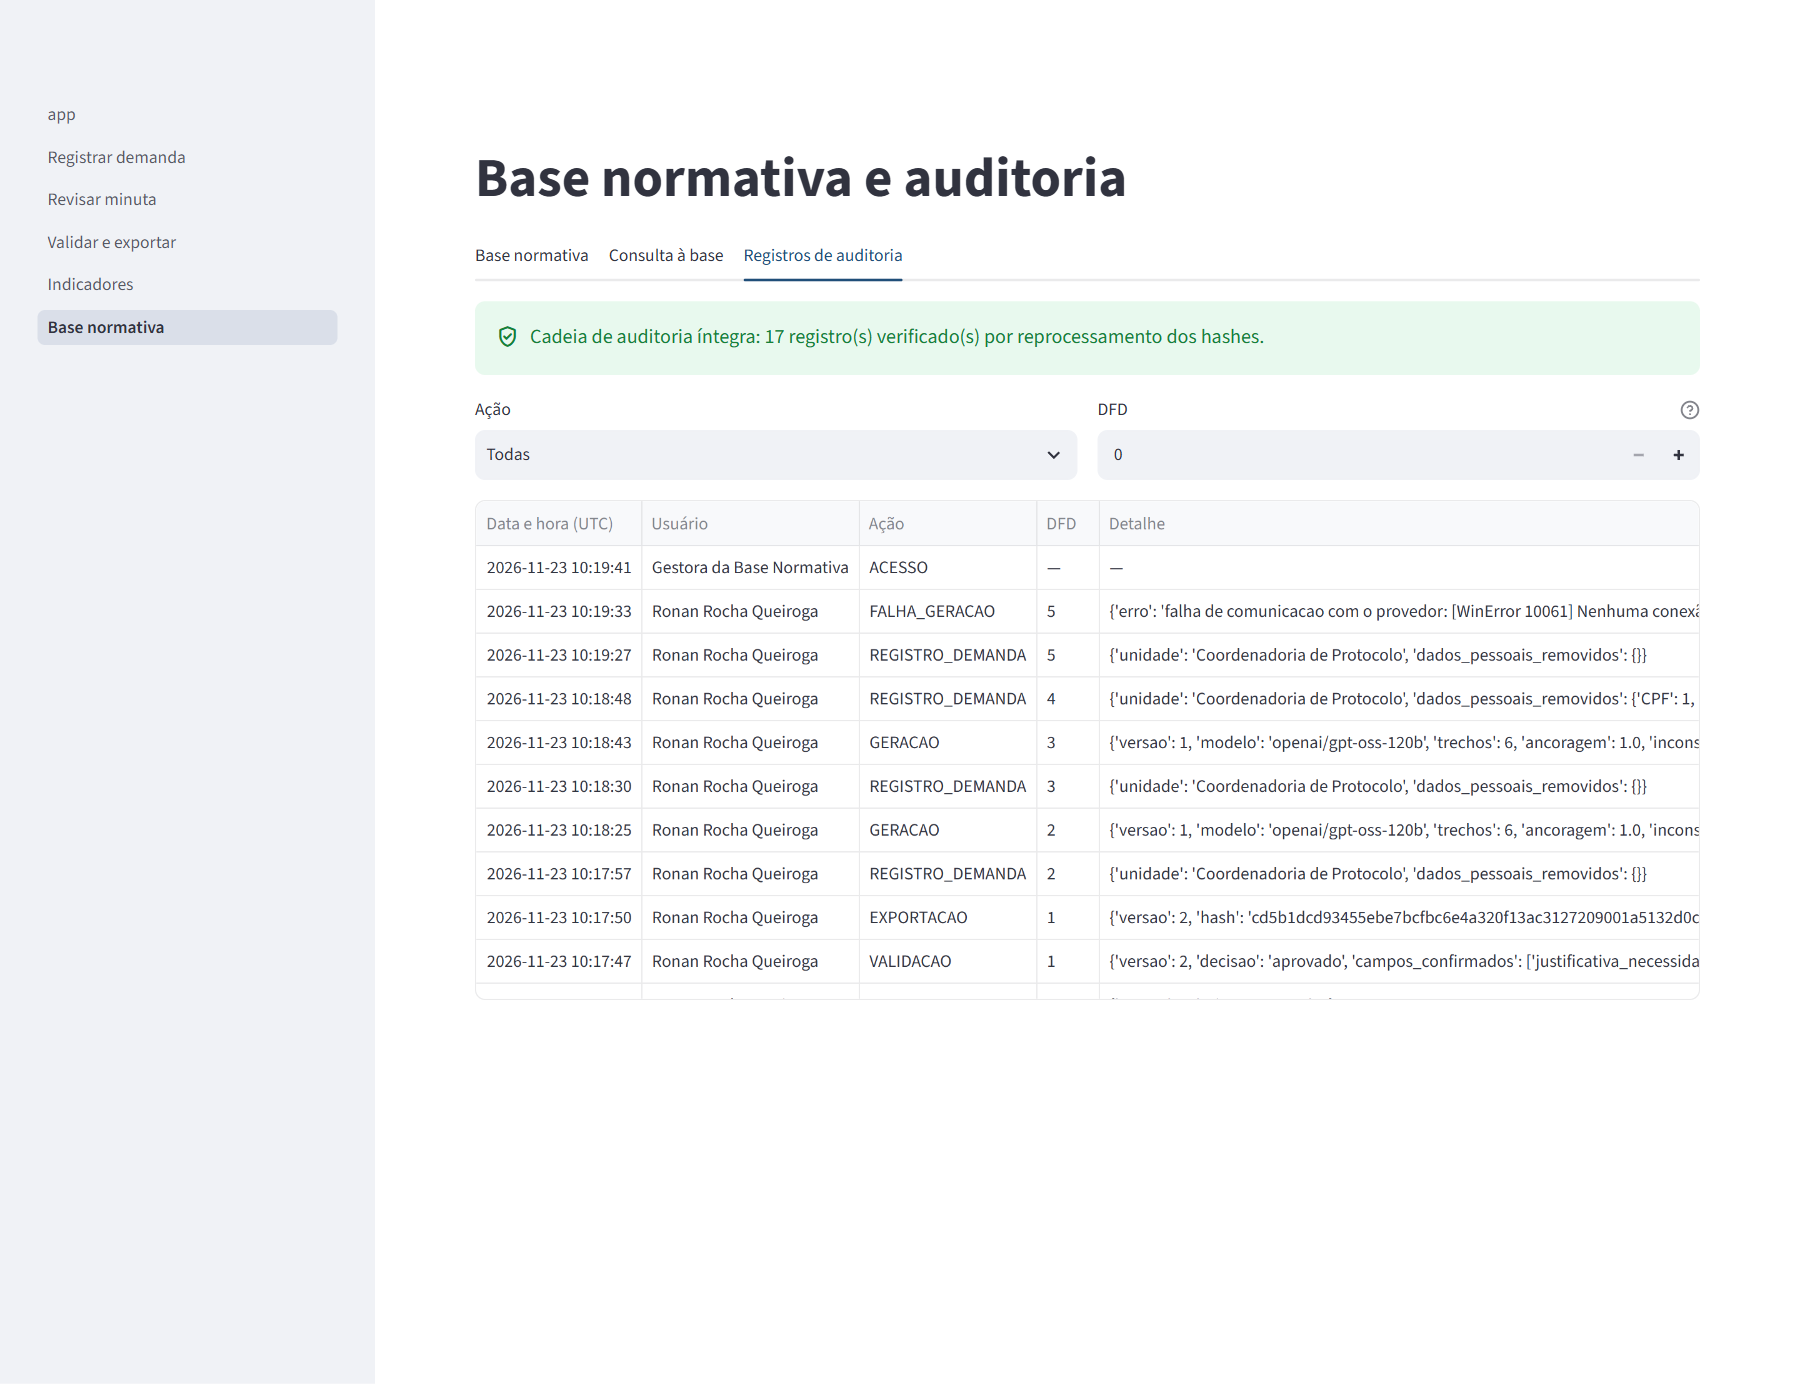 app
Registrar demanda
Revisar minuta
Validar e exportar
Indicadores
Base normativa
Base normativa e auditoria
Base normativa Consulta à base Registros de auditoria
Cadeia de auditoria íntegra: 17 registro(s) verificado(s) por reprocessamento dos hashes.
Ação DFD
Todas 0
Data e hora (UTC) Usuário Ação DFD Detalhe
2026-11-23 10:19:41 Gestora da Base Normativa ACESSO — —
2026-11-23 10:19:33 Ronan Rocha Queiroga FALHA_GERACAO 5 {'erro': 'falha de comunicacao com o provedor: [WinError 10061] Nenhuma conexã
2026-11-23 10:19:27 Ronan Rocha Queiroga REGISTRO_DEMANDA 5 {'unidade': 'Coordenadoria de Protocolo', 'dados_pessoais_removidos': {}}
2026-11-23 10:18:48 Ronan Rocha Queiroga REGISTRO_DEMANDA 4 {'unidade': 'Coordenadoria de Protocolo', 'dados_pessoais_removidos': {'CPF': 1,
2026-11-23 10:18:43 Ronan Rocha Queiroga GERACAO 3 {'versao': 1, 'modelo': 'openai/gpt-oss-120b', 'trechos': 6, 'ancoragem': 1.0, 'incons
2026-11-23 10:18:30 Ronan Rocha Queiroga REGISTRO_DEMANDA 3 {'unidade': 'Coordenadoria de Protocolo', 'dados_pessoais_removidos': {}}
2026-11-23 10:18:25 Ronan Rocha Queiroga GERACAO 2 {'versao': 1, 'modelo': 'openai/gpt-oss-120b', 'trechos': 6, 'ancoragem': 1.0, 'incons
2026-11-23 10:17:57 Ronan Rocha Queiroga REGISTRO_DEMANDA 2 {'unidade': 'Coordenadoria de Protocolo', 'dados_pessoais_removidos': {}}
2026-11-23 10:17:50 Ronan Rocha Queiroga EXPORTACAO 1 {'versao': 2, 'hash': 'cd5b1dcd93455ebe7bcfbc6e4a320f13ac3127209001a5132d0c
2026-11-23 10:17:47 Ronan Rocha Queiroga VALIDACAO 1 {'versao': 2, 'decisao': 'aprovado', 'campos_confirmados': ['justificativa_necessida